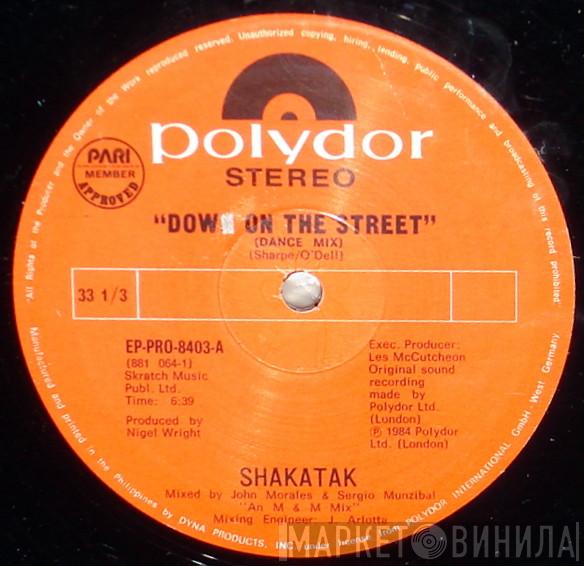 "All Rights of the Producer and the Owner of the Work reproduced reserved. Unauthorized copying, hiring, lending, public performance and broadcasting of this record prohibited."
polydor
PARI
MEMBER
APPROVED
STEREO
"DOWN ON THE STREET"
(DANCE MIX)
(Sharpe/O'Dell)
33 1/3
EP-PRO-8403-A
(881 064-1)
Skratch Music
Publ. Ltd.
Time: 6:39
Produced by
Nigel Wright
Exec. Producer:
Les McCutcheon
Original sound
recording
made by
Polydor Ltd.
(London)
Ⓟ 1984 Polydor
Ltd. (London)
SHAKATAK
Mixed by John Morales & Sergio Munzibal
"An M & M Mix"
Mixing Engineer: J. Arlotta
Manufactured and printed in the Philippines by DYNA PRODUCTS, INC. under license from POLYDOR INTERNATIONAL GmbH - West Germany
МАРКЕТ ВИНИЛА!